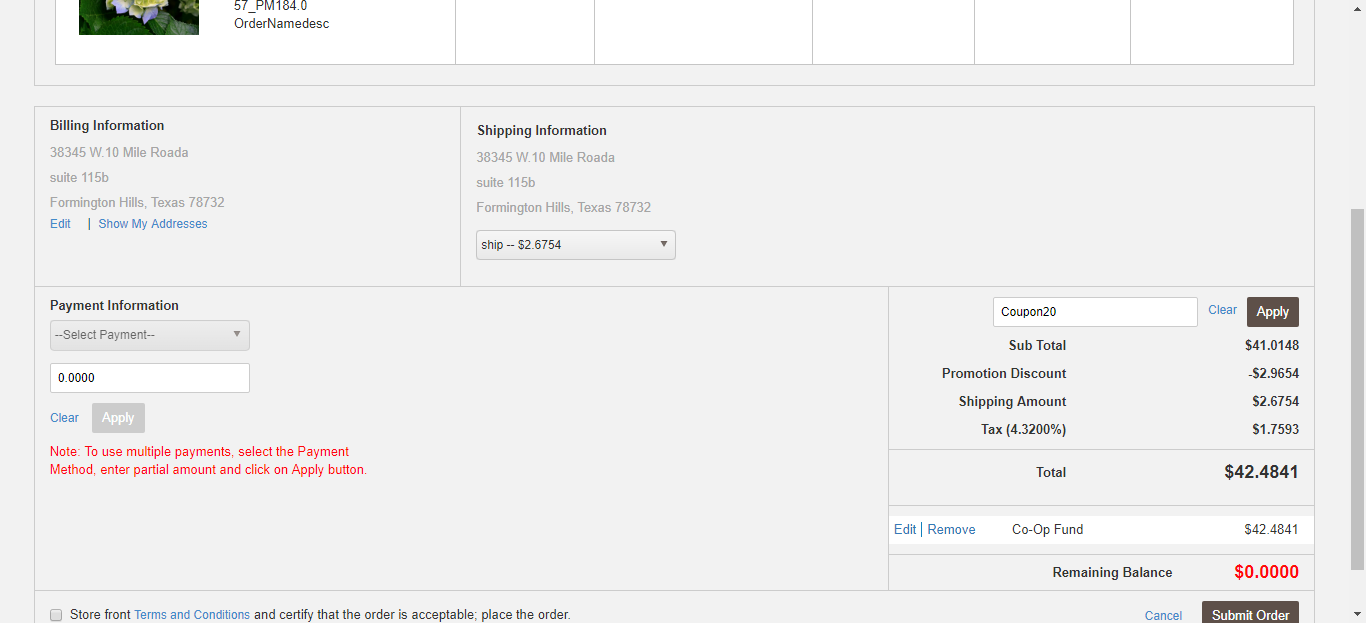 57_PM184.0
OrderNamedesc
Billing Information
38345 W.10 Mile Roada
suite 115b
Formington Hills, Texas 78732
Edit | Show My Addresses
Shipping Information
38345 W.10 Mile Roada
suite 115b
Formington Hills, Texas 78732
ship -- $2.6754
Payment Information
--Select Payment--
0.0000
Clear Apply
Note: To use multiple payments, select the Payment
Method, enter partial amount and click on Apply button.
Coupon20 Clear Apply
Sub Total $41.0148
Promotion Discount -$2.9654
Shipping Amount $2.6754
Tax (4.3200%) $1.7593
Total $42.4841
Edit | Remove Co-Op Fund $42.4841
Remaining Balance $0.0000
Store front Terms and Conditions and certify that the order is acceptable; place the order.
Cancel Submit Order